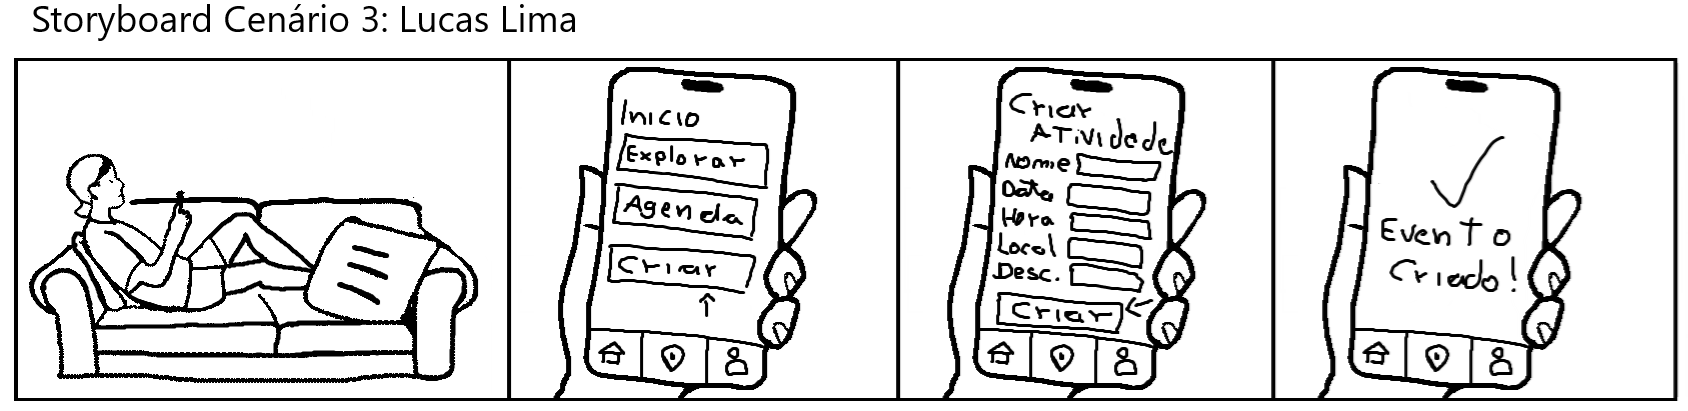 Storyboard Cenário 3: Lucas Lima
Inicio
Explorar
Agenda
Criar
Criar
Atividade
Nome
Data
Hora
Local
Desc.
Criar
Evento
Criado!